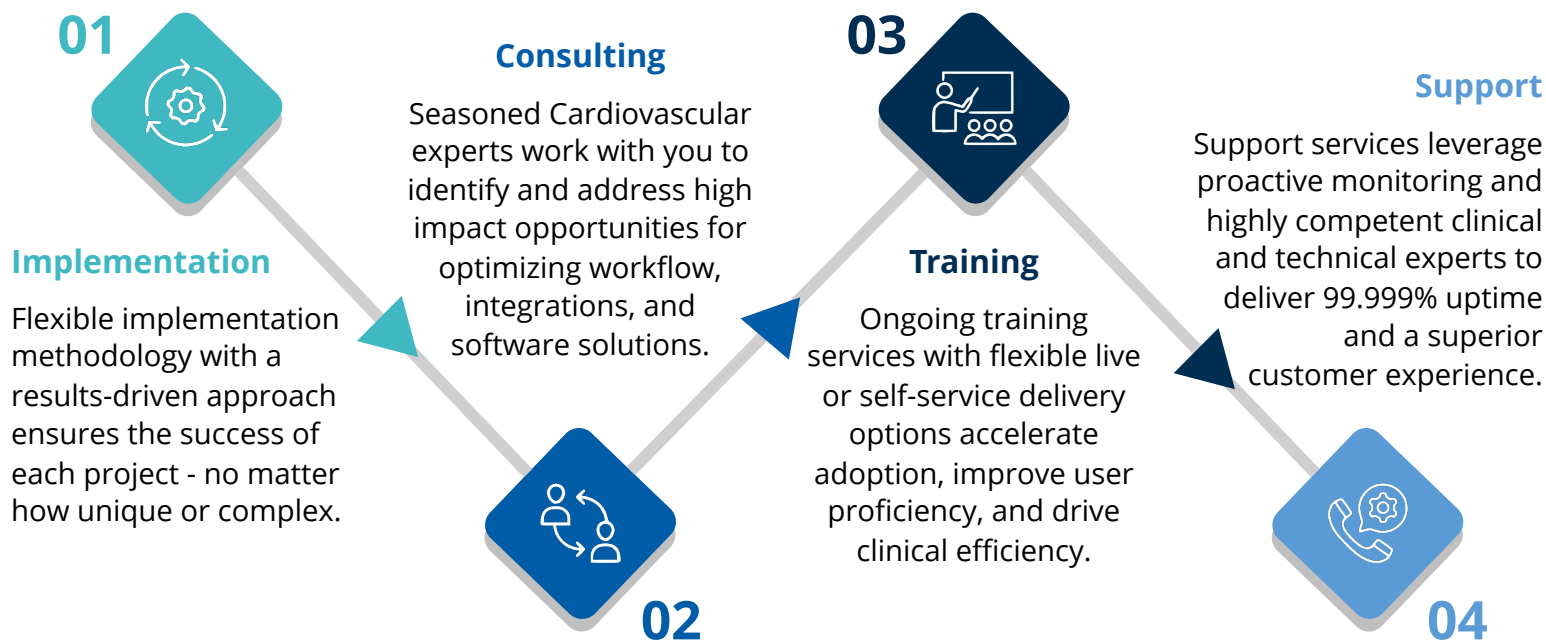 01
Implementation
Flexible implementation
methodology with a
results-driven approach
ensures the success of
each project - no matter
how unique or complex.
Consulting
Seasoned Cardiovascular
experts work with you to
identify and address high
impact opportunities for
optimizing workflow,
integrations, and
software solutions.
02
03
Training
Ongoing training
services with flexible live
or self-service delivery
options accelerate
adoption, improve user
proficiency, and drive
clinical efficiency.
Support
Support services leverage
proactive monitoring and
highly competent clinical
and technical experts to
deliver 99.999% uptime
and a superior
customer experience.
04